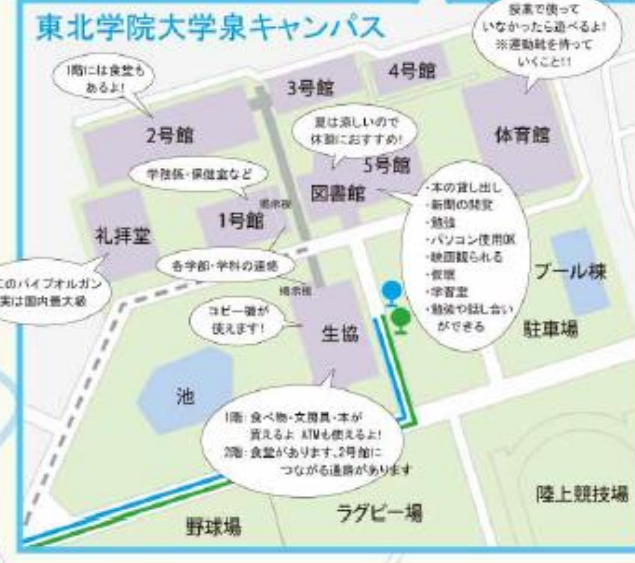 東北学院大学泉キャンパス
授業で使って
いなかったら遊べるよ!
※運動靴を持って
いくこと!!
1階には食堂も
あるよ!
3号館
4号館
2号館
夏は涼しいので
休憩におすすめ!
体育館
5号館
学務係・保健室など
図書館
・本の貸し出し
・新聞の閲覧
・勉強
・パソコン使用OK
・映画観られる
・仮眠
・学習室
・勉強や話し合い
ができる
掲示板
1号館
礼拝堂
各学部・学科の連絡
このパイプオルガン
実は国内最大級
プール棟
掲示板
コピー機が
使えます!
生協
駐車場
池
1階: 食べ物・文房具・本が
買えるよ ATMも使えるよ!
2階: 食堂があります、2号館に
つながる通路があります
陸上競技場
ラグビー場
野球場